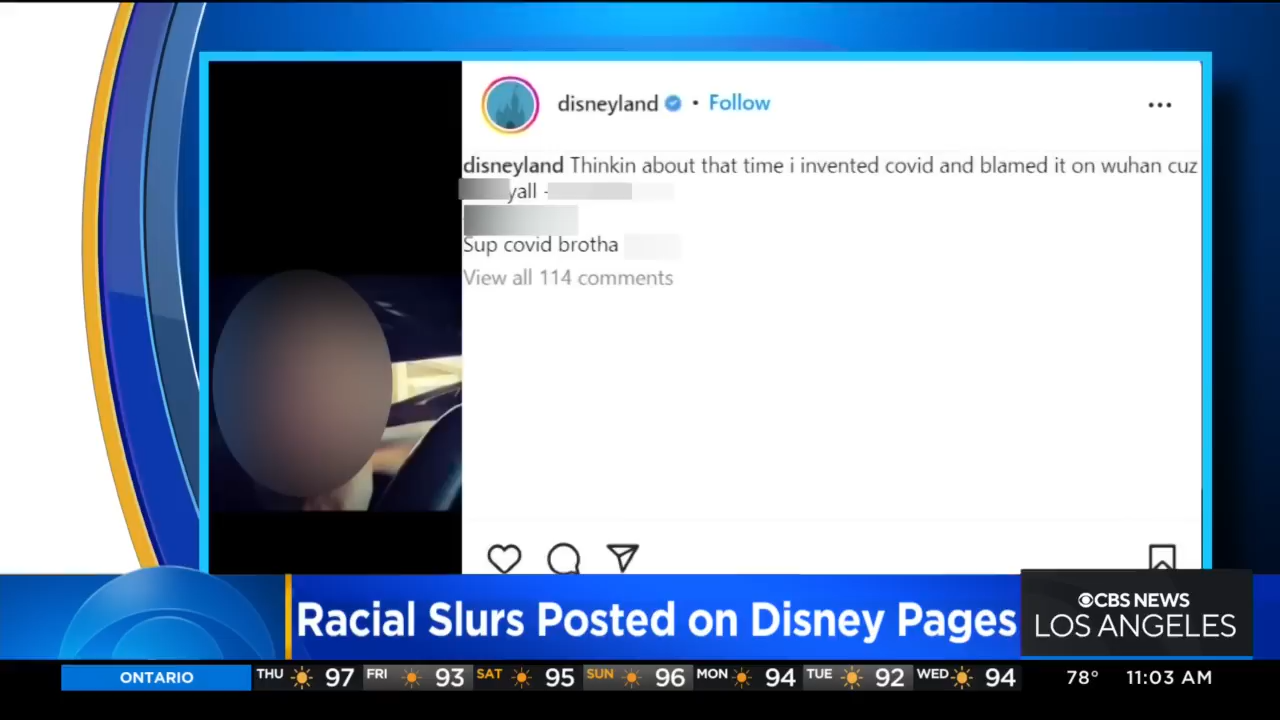 disneyland • Follow
disneyland Thinkin about that time i invented covid and blamed it on wuhan cuz
yall -
Sup covid brotha
View all 114 comments
Racial Slurs Posted on Disney Pages
CBS NEWS
LOS ANGELES
ONTARIO THU 97 FRI 93 SAT 95 SUN 96 MON 94 TUE 92 WED 94 78° 11:03 AM